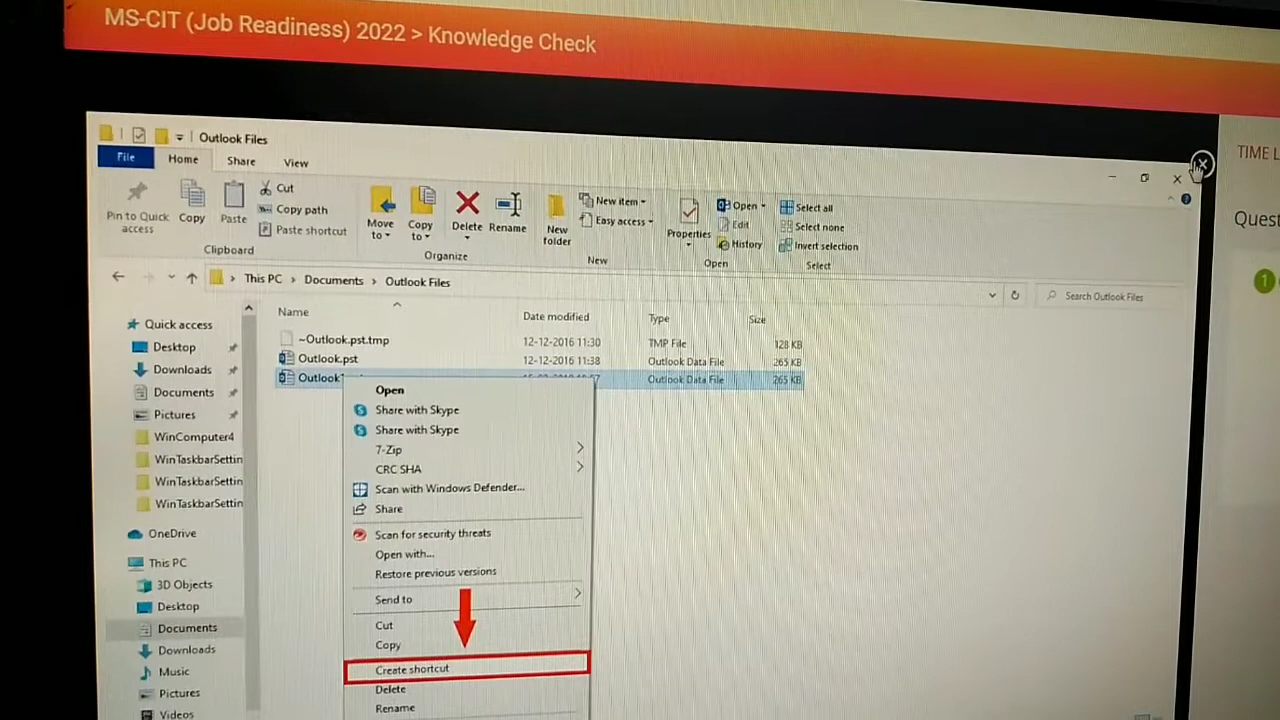 MS-CIT (Job Readiness) 2022 > Knowledge Check
Outlook Files
File Home Share View
Pin to Quick access
Copy
Paste
Cut
Copy path
Paste shortcut
Clipboard
Move to
Copy to
Delete
Rename
Organize
New folder
New item
Easy access
New
Properties
Open
Edit
History
Open
Select all
Select none
Invert selection
Select
This PC > Documents > Outlook Files
Search Outlook Files
TIME L
Quest
1
Name Date modified Type Size
~Outlook.pst.tmp 12-12-2016 11:30 TMP File 128 KB
Outlook.pst 12-12-2016 11:38 Outlook Data File 265 KB
Outlook Outlook Data File 265 KB
Quick access
Desktop
Downloads
Documents
Pictures
WinComputer4
WinTaskbarSettin
WinTaskbarSettin
WinTaskbarSettin
OneDrive
This PC
3D Objects
Desktop
Documents
Downloads
Music
Pictures
Videos
Open
Share with Skype
Share with Skype
7-Zip
CRC SHA
Scan with Windows Defender...
Share
Scan for security threats
Open with...
Restore previous versions
Send to
Cut
Copy
Create shortcut
Delete
Rename